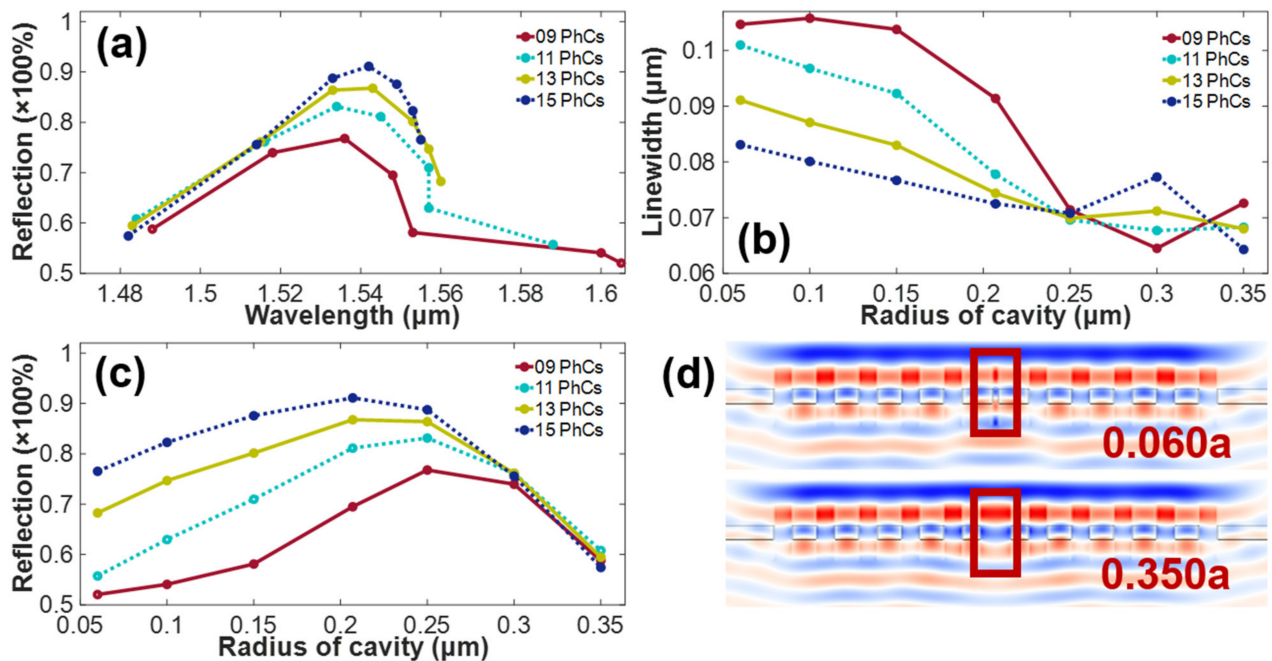 (a)
Reflection (×100%)
1
0.9
0.8
0.7
0.6
0.5
09 PhCs
11 PhCs
13 PhCs
15 PhCs
1.48
1.5
1.52
1.54
1.56
1.58
1.6
Wavelength (μm)
(b)
Linewidth (μm)
0.1
0.09
0.08
0.07
0.06
09 PhCs
11 PhCs
13 PhCs
15 PhCs
0.05
0.1
0.15
0.2
0.25
0.3
0.35
Radius of cavity (μm)
(c)
Reflection (×100%)
1
0.9
0.8
0.7
0.6
0.5
09 PhCs
11 PhCs
13 PhCs
15 PhCs
0.05
0.1
0.15
0.2
0.25
0.3
0.35
Radius of cavity (μm)
(d)
0.060a
0.350a